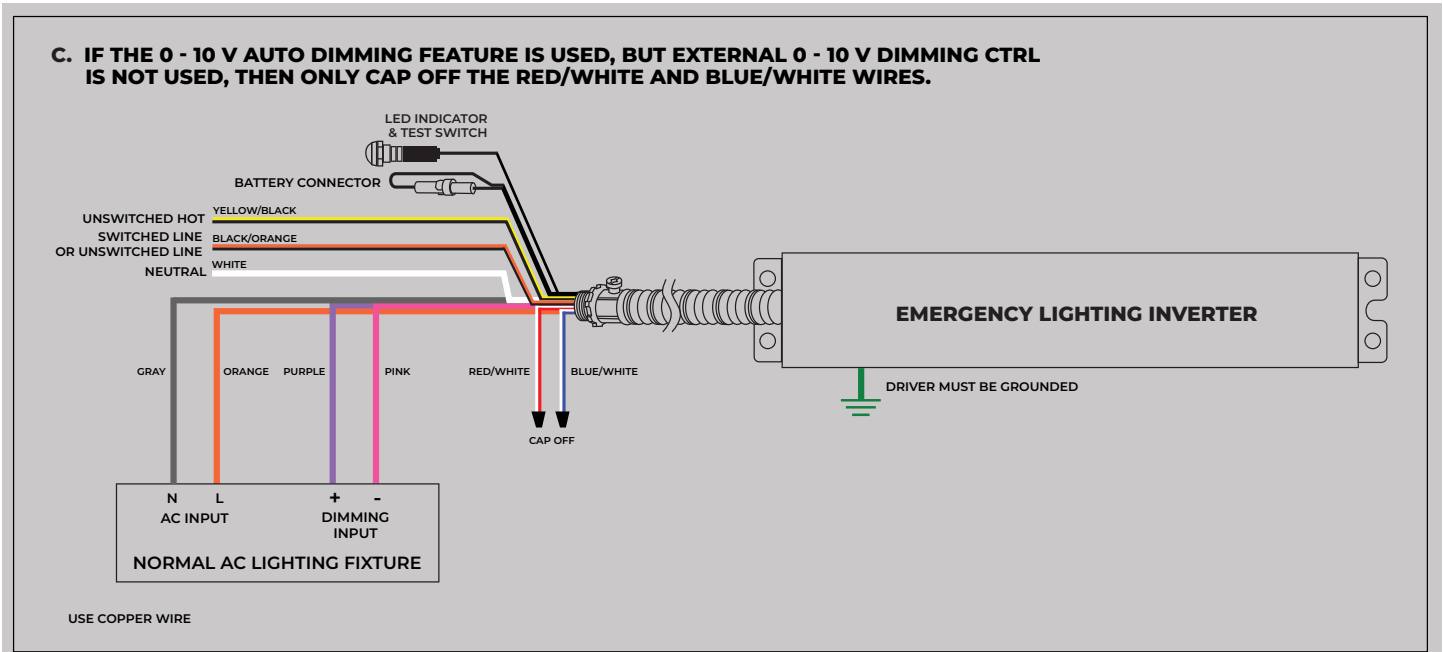 C. IF THE 0 - 10 V AUTO DIMMING FEATURE IS USED, BUT EXTERNAL 0 - 10 V DIMMING CTRL
IS NOT USED, THEN ONLY CAP OFF THE RED/WHITE AND BLUE/WHITE WIRES.
LED INDICATOR
& TEST SWITCH
BATTERY CONNECTOR
UNSWITCHED HOT YELLOW/BLACK
SWITCHED LINE BLACK/ORANGE
OR UNSWITCHED LINE
NEUTRAL WHITE
EMERGENCY LIGHTING INVERTER
GRAY ORANGE PURPLE PINK RED/WHITE BLUE/WHITE
DRIVER MUST BE GROUNDED
CAP OFF
N L + -
AC INPUT DIMMING
INPUT
NORMAL AC LIGHTING FIXTURE
USE COPPER WIRE